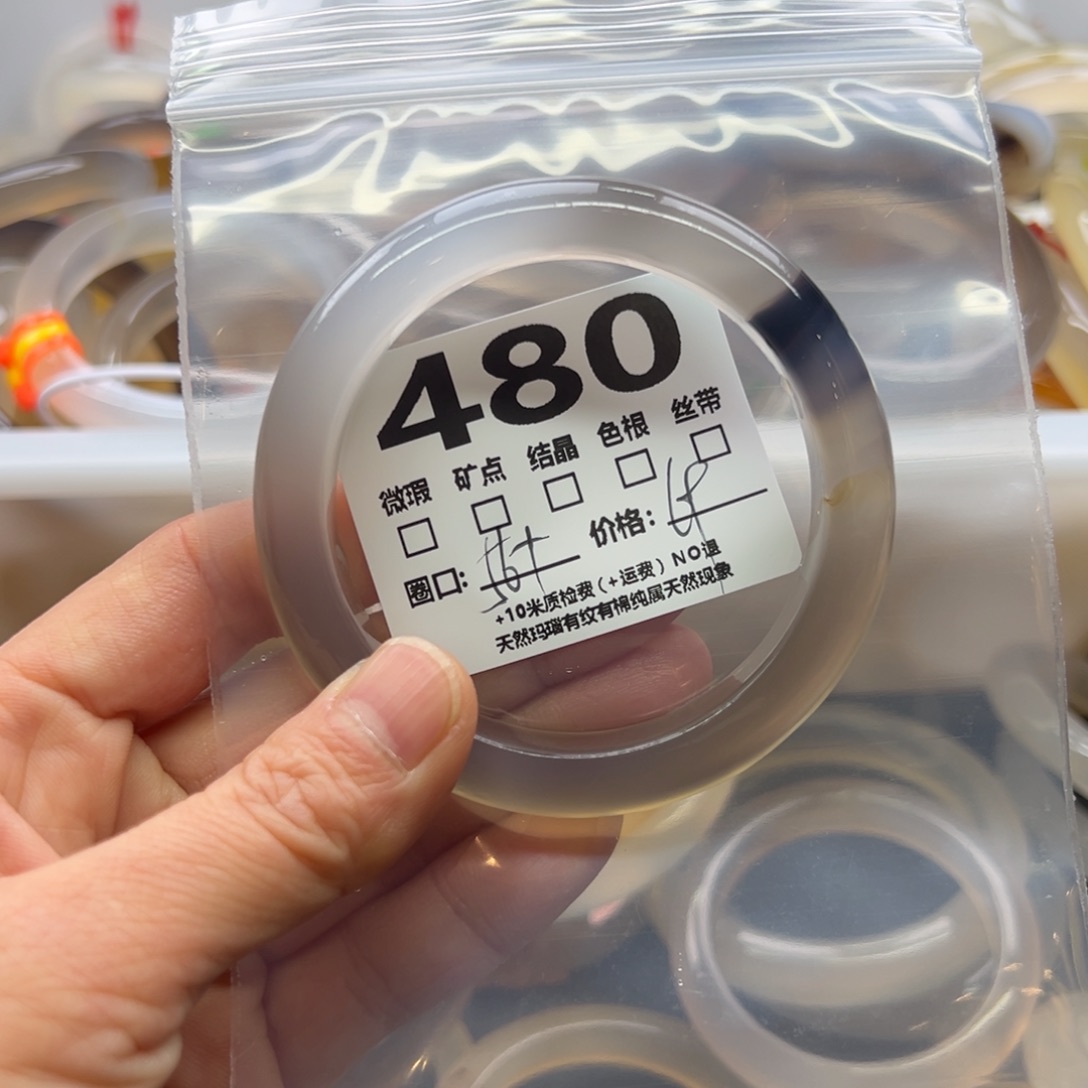 480
微瑕 矿点 结晶 色根 丝带
圈口: 56+ 价格:
+10米质检费(+运费)NO退
天然玛瑙有纹有棉纯属天然现象